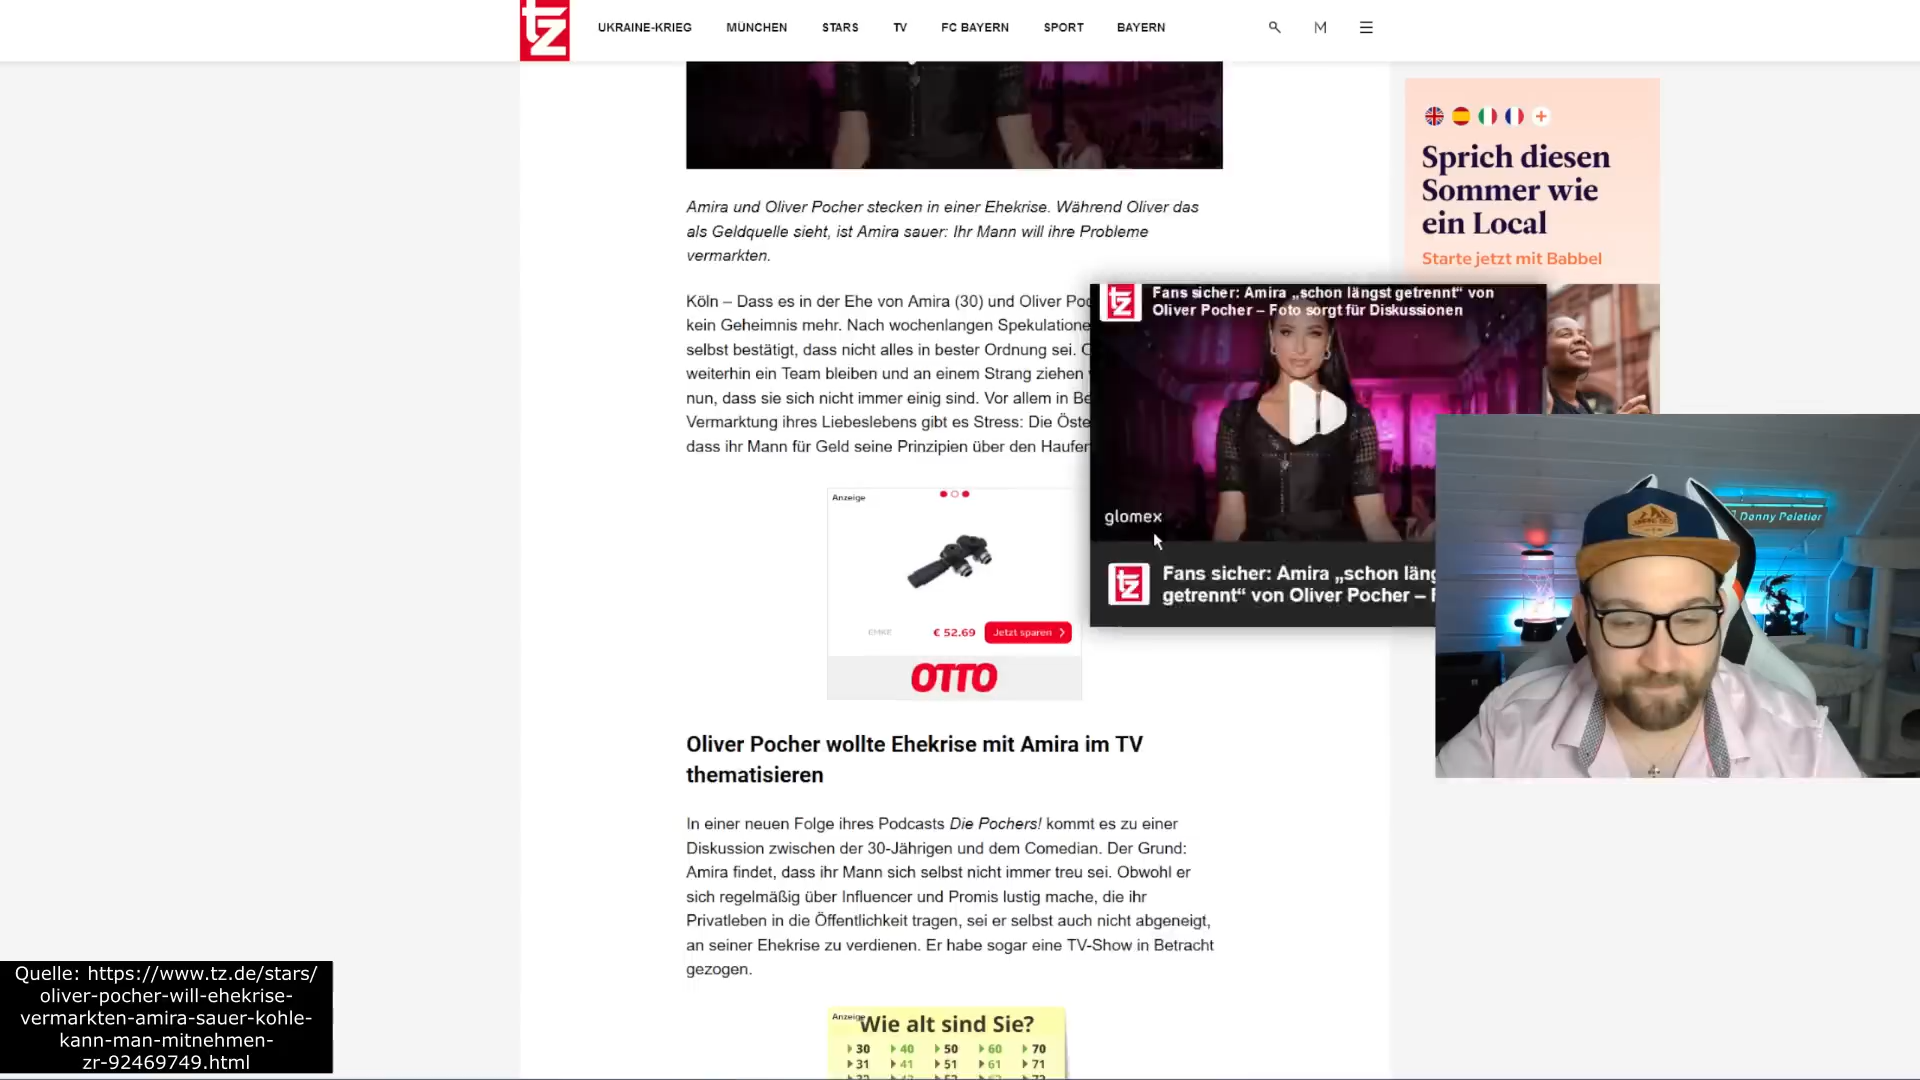 tz
UKRAINE-KRIEG
MÜNCHEN
STARS
TV
FC BAYERN
SPORT
BAYERN
M
Amira und Oliver Pocher stecken in einer Ehekrise. Während Oliver das
als Geldquelle sieht, ist Amira sauer: Ihr Mann will ihre Probleme
vermarkten.
Köln – Dass es in der Ehe von Amira (30) und Oliver Poc
kein Geheimnis mehr. Nach wochenlangen Spekulatione
selbst bestätigt, dass nicht alles in bester Ordnung sei.
weiterhin ein Team bleiben und an einem Strang ziehen
nun, dass sie sich nicht immer einig sind. Vor allem in Be
Vermarktung ihres Liebeslebens gibt es Stress: Die Öste
dass ihr Mann für Geld seine Prinzipien über den Haufen
Anzeige
EMKE
€ 52.69
Jetzt sparen
OTTO
Oliver Pocher wollte Ehekrise mit Amira im TV
thematisieren
In einer neuen Folge ihres Podcasts Die Pochers! kommt es zu einer
Diskussion zwischen der 30-Jährigen und dem Comedian. Der Grund:
Amira findet, dass ihr Mann sich selbst nicht immer treu sei. Obwohl er
sich regelmäßig über Influencer und Promis lustig mache, die ihr
Privatleben in die Öffentlichkeit tragen, sei er selbst auch nicht abgeneigt,
an seiner Ehekrise zu verdienen. Er habe sogar eine TV-Show in Betracht
gezogen.
Anzeige
Wie alt sind Sie?
30 40 50 60 70
31 41 51 61 71
Sprich diesen
Sommer wie
ein Local
Starte jetzt mit Babbel
tz
Fans sicher: Amira „schon längst getrennt“ von
Oliver Pocher – Foto sorgt für Diskussionen
glomex
tz
Fans sicher: Amira „schon läng
getrennt“ von Oliver Pocher – F
Danny Peletier
Quelle: https://www.tz.de/stars/
oliver-pocher-will-ehekrise-
vermarkten-amira-sauer-kohle-
kann-man-mitnehmen-
zr-92469749.html